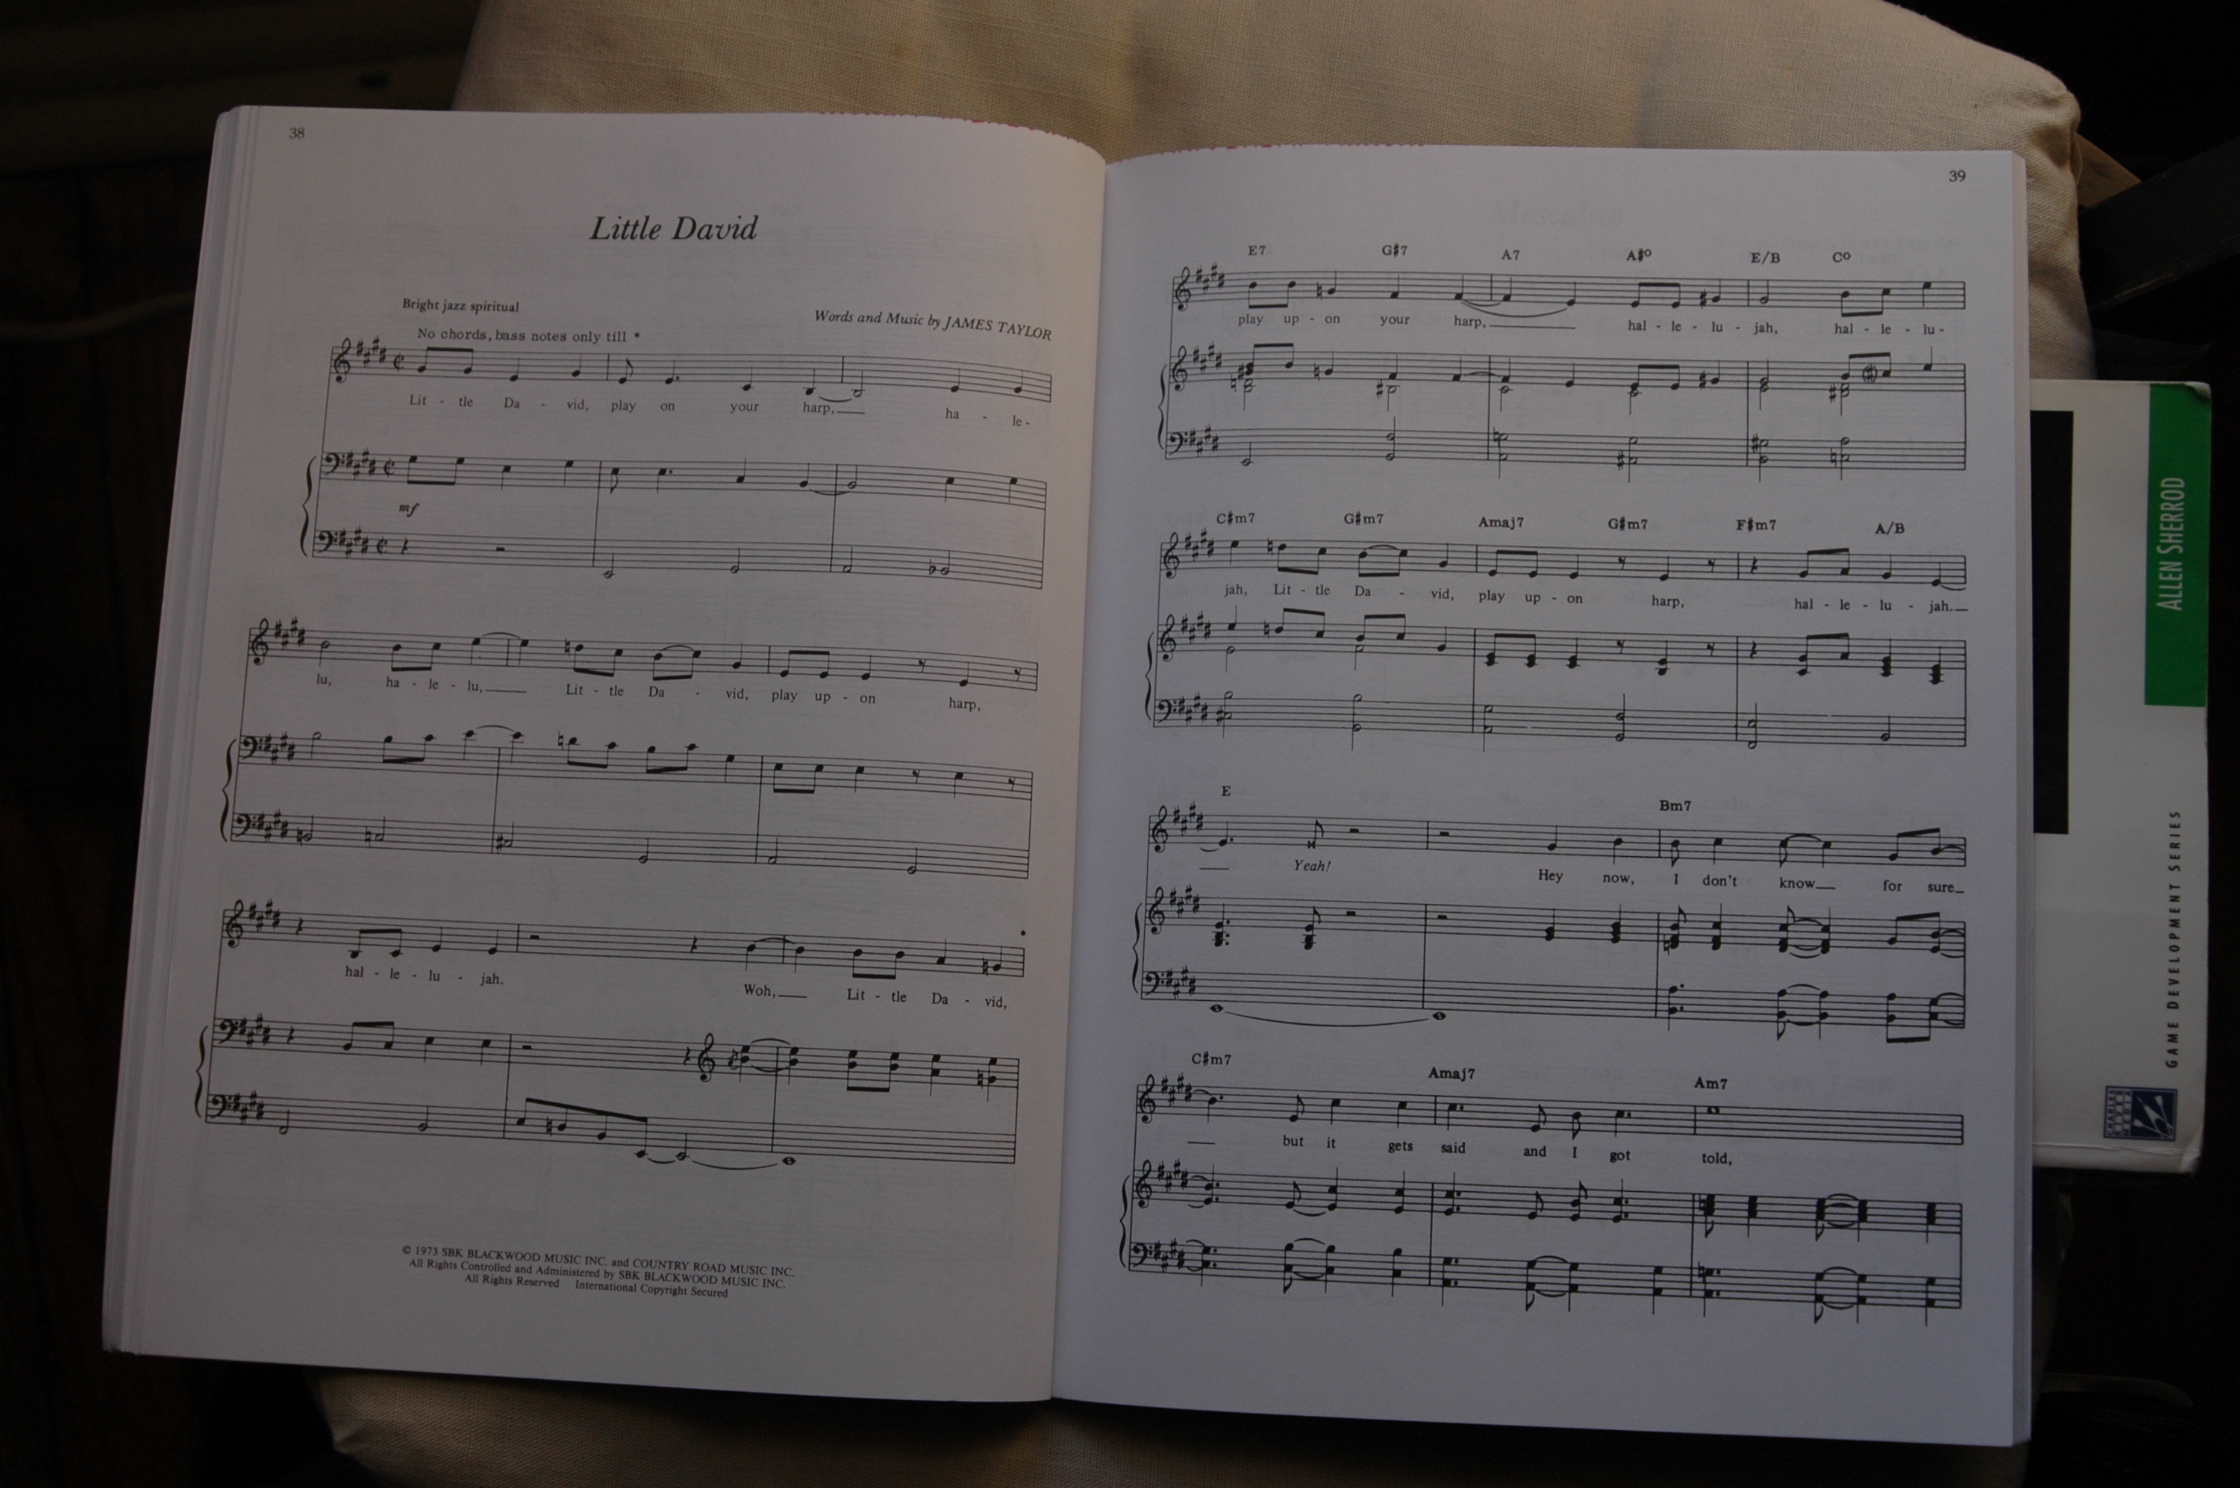 38
Little David
Bright jazz spiritual
Words and Music by JAMES TAYLOR
No chords, bass notes only till *
Lit - tle Da - vid, play on your harp, ha - le-
mf
lu, ha - le - lu, Lit - tle Da - vid, play up - on harp,
hal - le - lu - jah. Woh, Lit - tle Da - vid,
© 1973 SBK BLACKWOOD MUSIC INC. and COUNTRY ROAD MUSIC INC.
All Rights Controlled and Administered by SBK BLACKWOOD MUSIC INC.
All Rights Reserved International Copyright Secured
39
E7 G#7 A7 A#o E/B Co
play up - on your harp, hal - le - lu - jah, hal - le - lu -
C#m7 G#m7 Amaj7 G#m7 F#m7 A/B
jah, Lit - tle Da - vid, play up - on harp, hal - le - lu - jah.
E Bm7
Yeah! Hey now, I don't know for sure
C#m7 Amaj7 Am7
but it gets said and I got told,
ALLEN SHERROD
GAME DEVELOPMENT SERIES